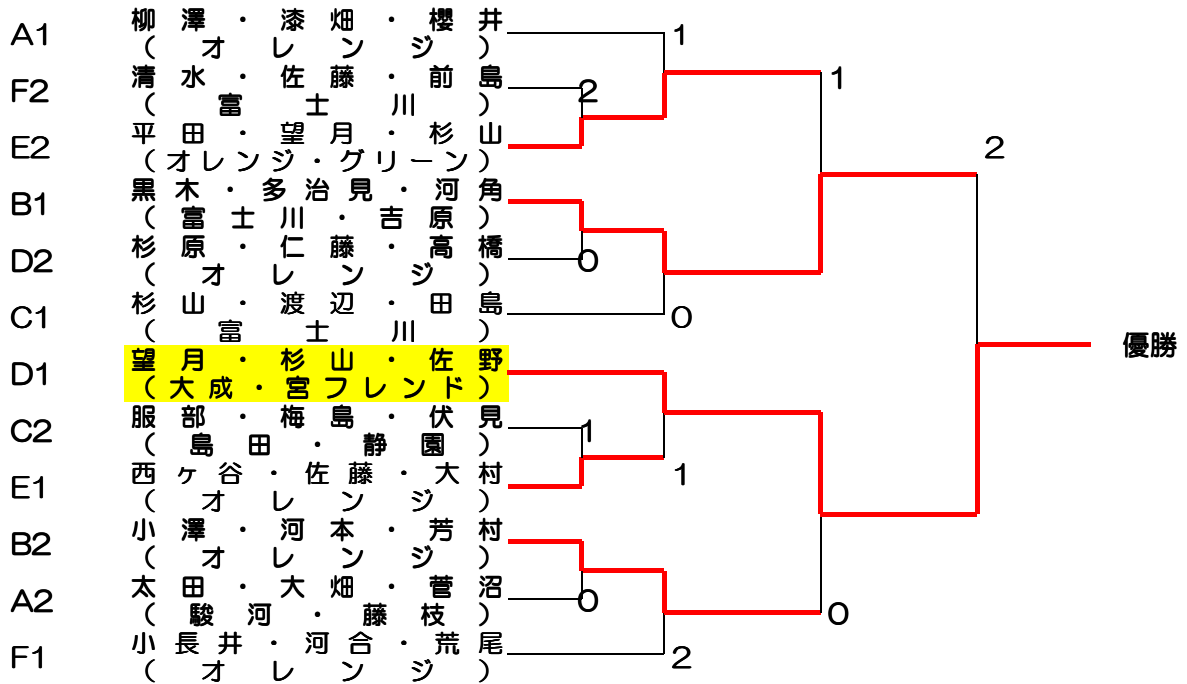 A1
柳澤・漆畑・櫻井
(オレンジ)
1
F2
清水・佐藤・前島
(富士川)
2
1
E2
平田・望月・杉山
(オレンジ・グリーン)
2
B1
黒木・多治見・河角
(富士川・吉原)
D2
杉原・仁藤・高橋
(オレンジ)
0
C1
杉山・渡辺・田島
(富士川)
0
優勝
D1
望月・杉山・佐野
(大成・宮フレンド)
C2
服部・梅島・伏見
(島田・静園)
1
E1
西ヶ谷・佐藤・大村
(オレンジ)
1
B2
小澤・河本・芳村
(オレンジ)
A2
太田・大畑・菅沼
(駿河・藤枝)
0
0
F1
小長井・河合・荒尾
(オレンジ)
2